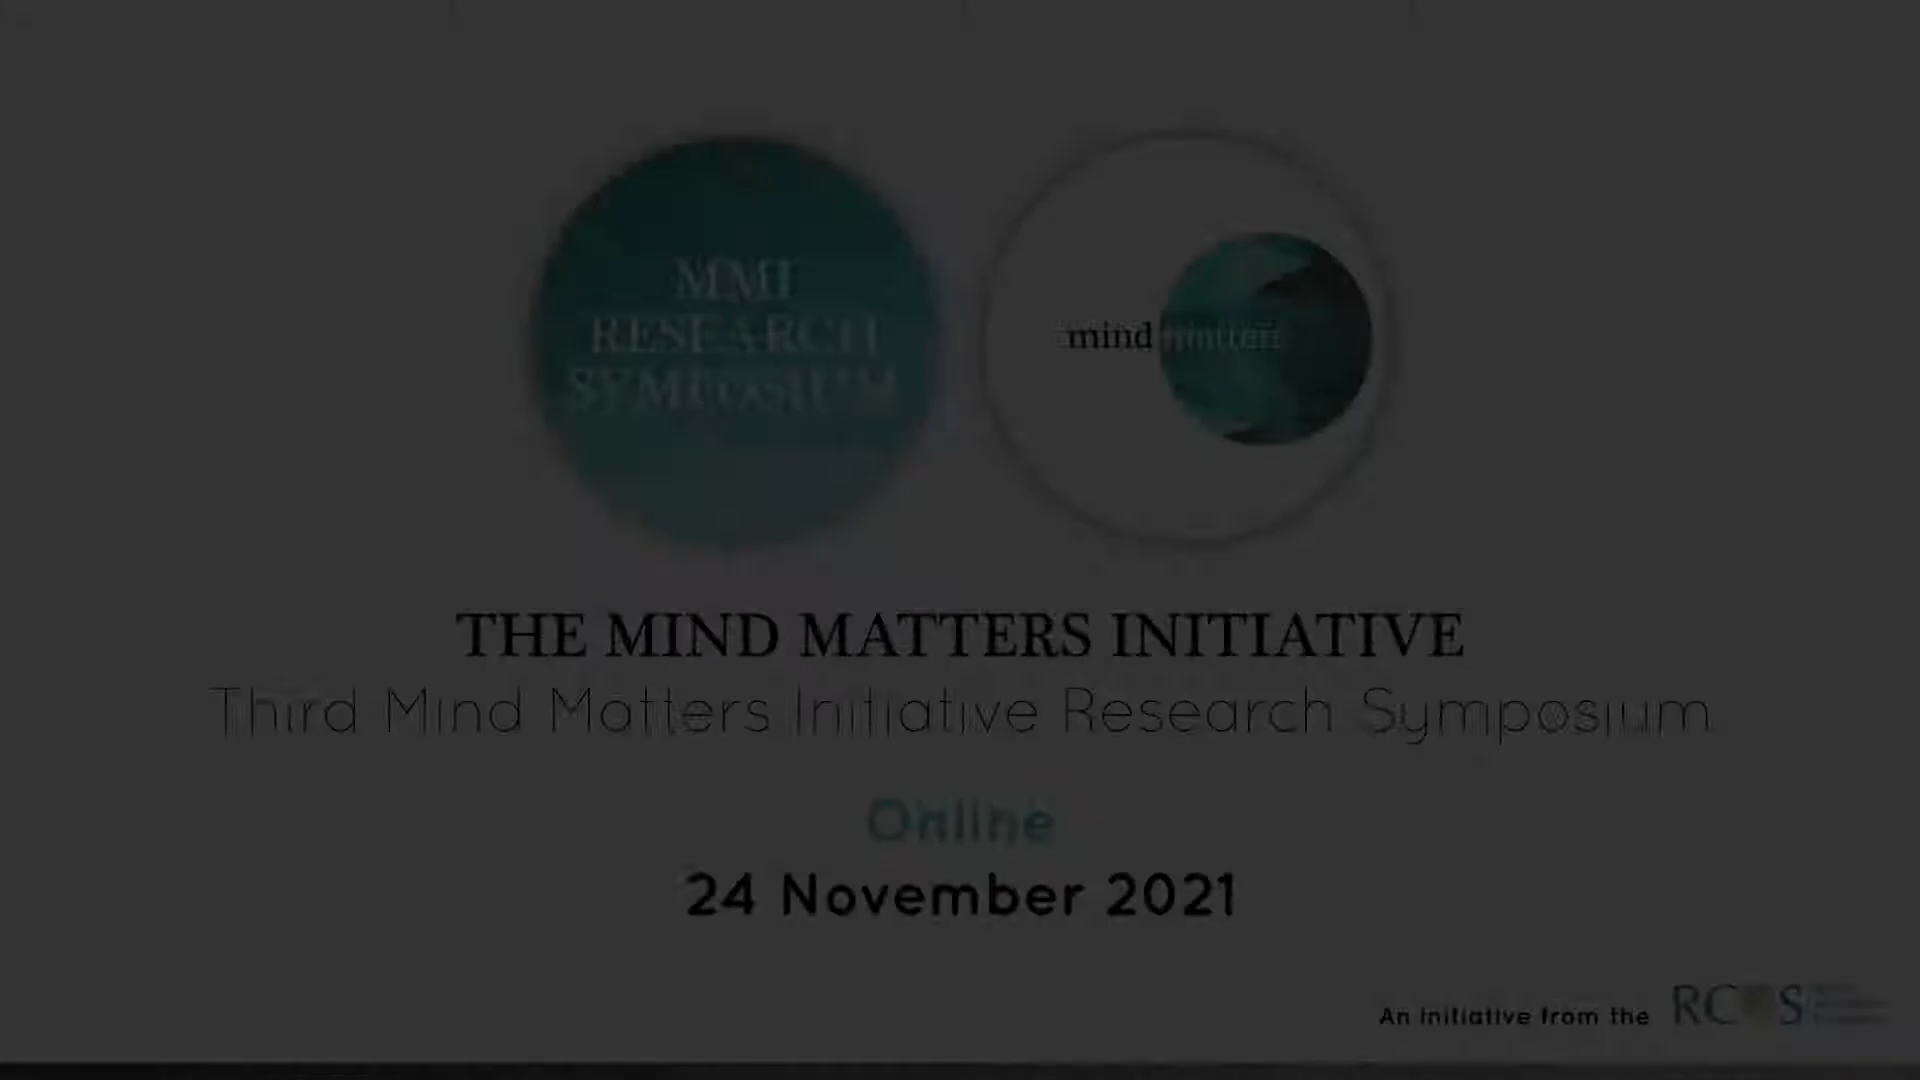 MMI
RESEARCH
SYMPOSIUM
mind matters
THE MIND MATTERS INITIATIVE
Third Mind Matters Initiative Research Symposium
Online
24 November 2021
An initiative from the